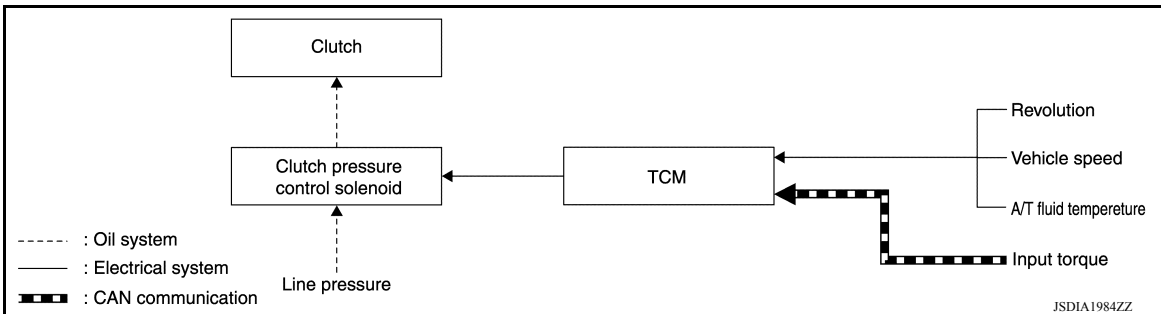 Clutch
Clutch pressure
control solenoid
TCM
Revolution
Vehicle speed
A/T fluid tempereture
Input torque
Line pressure
: Oil system
: Electrical system
: CAN communication
JSDIA1984ZZ